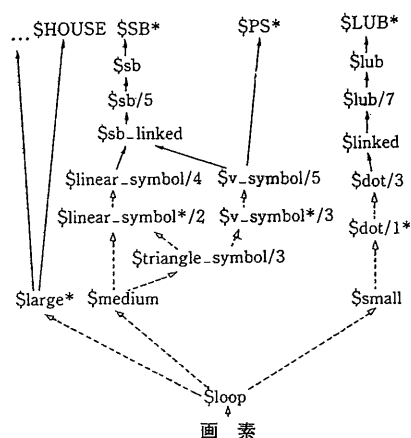 ... $HOUSE $SB* $PS* $LUB*
$sb $lub
$sb/5 $lub/7
$sb_linked $linked
$linear_symbol/4 $v_symbol/5 $dot/3
$linear_symbol*/2 $v_symbol*/3 $dot/1*
$triangle_symbol/3
$large* $medium $small
$loop
画 素